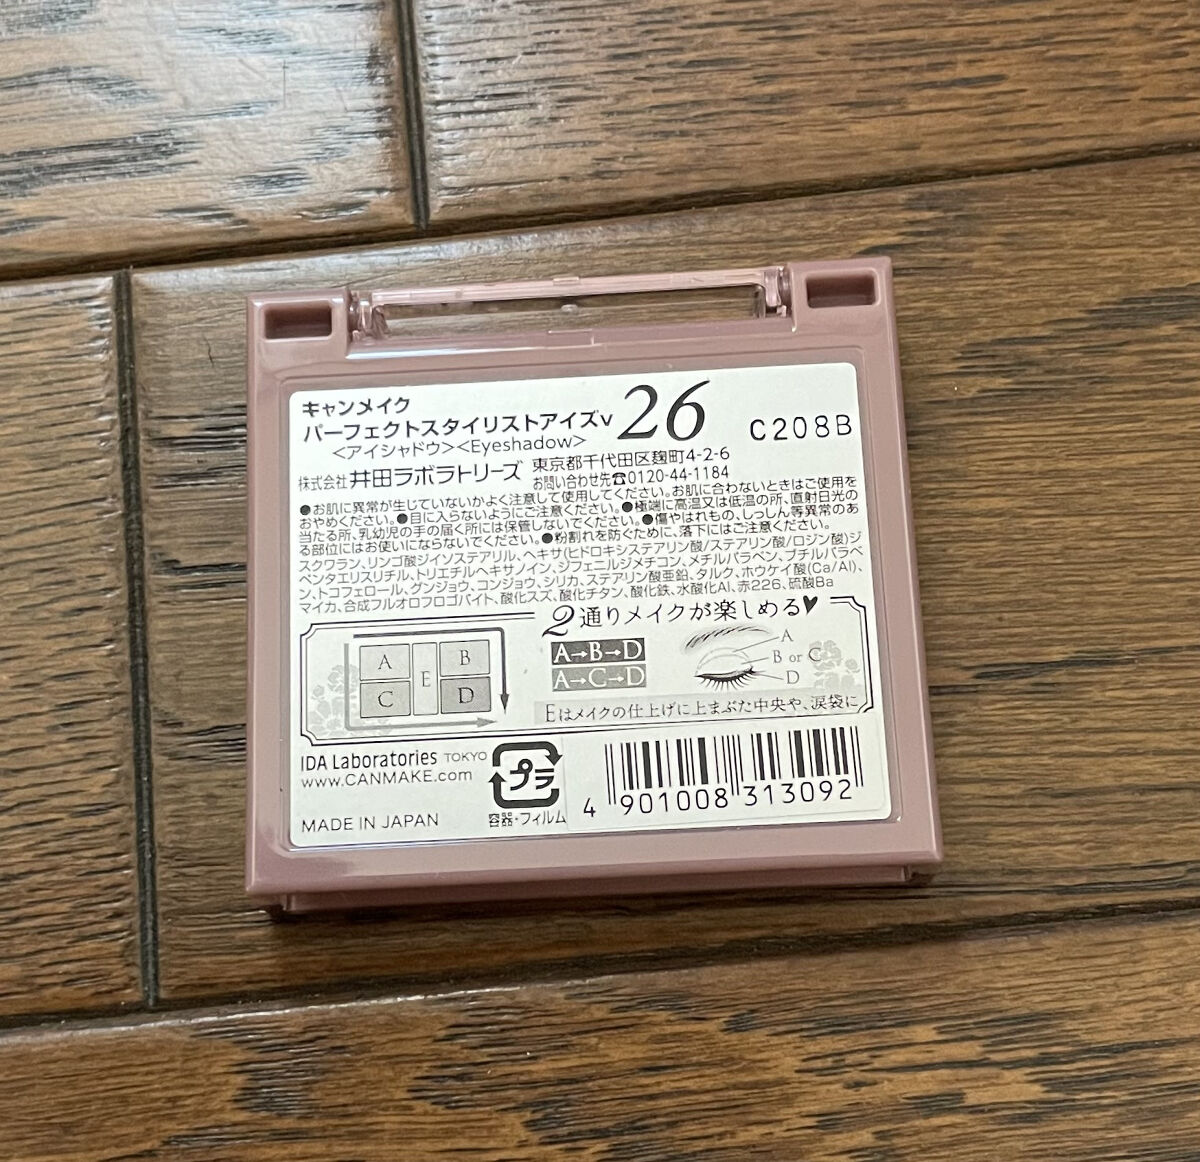 キャンメイク
パーフェクトスタイリストアイズv 26
C208B
<アイシャドウ><Eyeshadow>
株式会社 井田ラボラトリーズ 東京都千代田区麹町4-2-6
お問い合わせ先☎0120-44-1184
●お肌に異常が生じていないかよく注意して使用してください。お肌に合わないときはご使用を
おやめください。●目に入らないようにご注意ください。●極端に高温又は低温の所、直射日光の
当たる所、乳幼児の手の届く所には保管しないでください。●傷やはれもの、しっしん等異常のあ
る部位にはお使いにならないでください。●粉割れを防ぐために、落下にはご注意ください。
スクワラン、リンゴ酸ジイソステアリル、ヘキサ(ヒドロキシステアリン酸/ステアリン酸/ロジン酸)ジ
ペンタエリスリチル、トリエチルヘキサノイン、ジフェニルジメチコン、メチルパラベン、ブチルパラベ
ン、トコフェロール、グンジョウ、コンジョウ、シリカ、ステアリン酸亜鉛、タルク、ホウケイ酸(Ca/Al)、
マイカ、合成フルオロフロゴパイト、酸化スズ、酸化チタン、酸化鉄、水酸化Al、赤226、硫酸Ba
2通りメイクが楽しめる♥
A E B
C D
A→B→D
A→C→D
A
B or C
D
Eはメイクの仕上げに上まぶた中央や、涙袋に
IDA Laboratories TOKYO
www.CANMAKE.com
MADE IN JAPAN
プラ
容器・フィルム
4 901008 313092